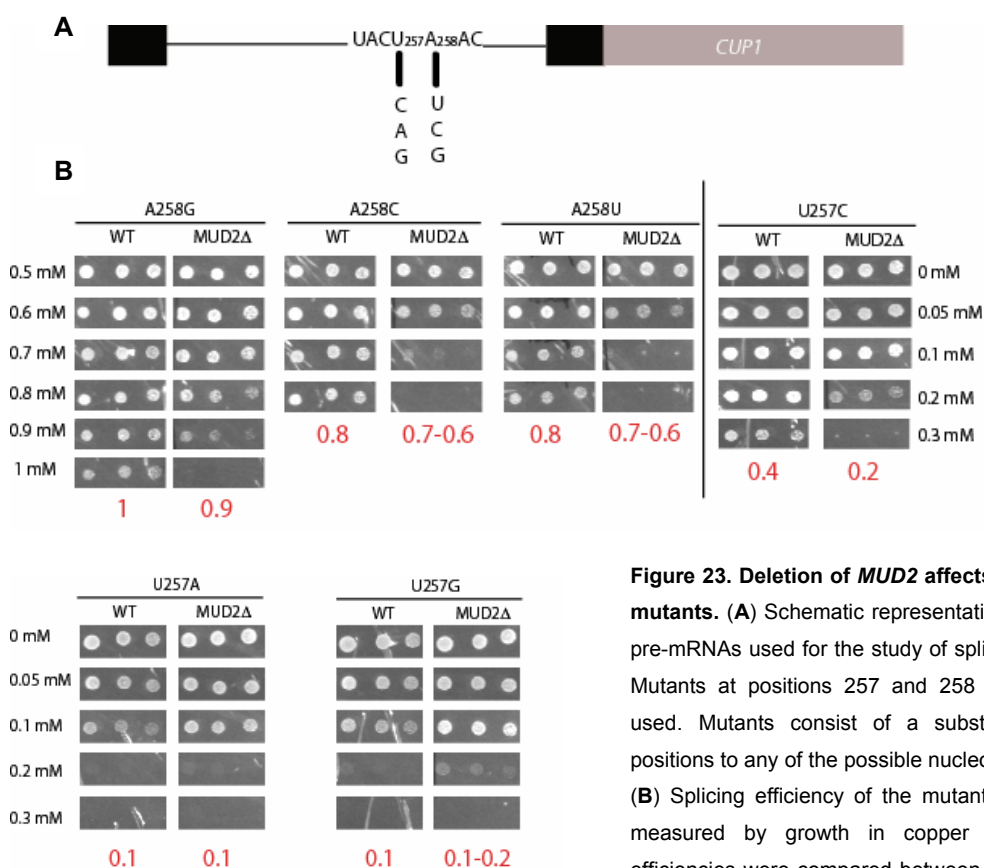 A
UACU257A258AC
CUP1
C U
A C
G G
B
A258G A258C A258U U257C
WT MUD2Δ WT MUD2Δ WT MUD2Δ WT MUD2Δ
0.5 mM 0 mM
0.6 mM 0.05 mM
0.7 mM 0.1 mM
0.8 mM 0.2 mM
0.9 mM 0.3 mM
0.8 0.7-0.6 0.8 0.7-0.6
1 mM
0.4 0.2
1 0.9
U257A U257G
WT MUD2Δ WT MUD2Δ
0 mM
0.05 mM
0.1 mM
0.2 mM
0.3 mM
0.1 0.1 0.1 0.1-0.2
Figure 23. Deletion of MUD2 affects
mutants. (A) Schematic representati
pre-mRNAs used for the study of spli
Mutants at positions 257 and 258
used. Mutants consist of a subst
positions to any of the possible nucleo
(B) Splicing efficiency of the mutant
measured by growth in copper
efficiencies were compared between